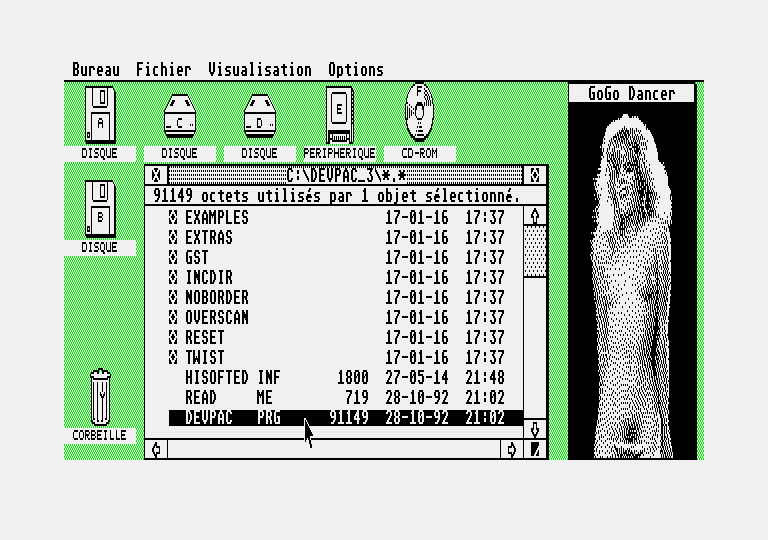 Bureau Fichier Visualisation Options
GoGo Dancer
A
C
D
E
F
DISQUE
DISQUE
DISQUE
PERIPHERIQUE
CD-ROM
B
DISQUE
CORBEILLE
C:\DEVPAC_3\*.*
91149 octets utilisés par 1 objet sélectionné.
EXAMPLES 17-01-16 17:37
EXTRAS 17-01-16 17:37
GST 17-01-16 17:37
INCDIR 17-01-16 17:37
NOBORDER 17-01-16 17:37
OVERSCAN 17-01-16 17:37
RESET 17-01-16 17:37
TWIST 17-01-16 17:37
HISOFTED INF 1800 27-05-14 21:48
READ ME 719 28-10-92 21:02
DEVPAC PRG 91149 28-10-92 21:02